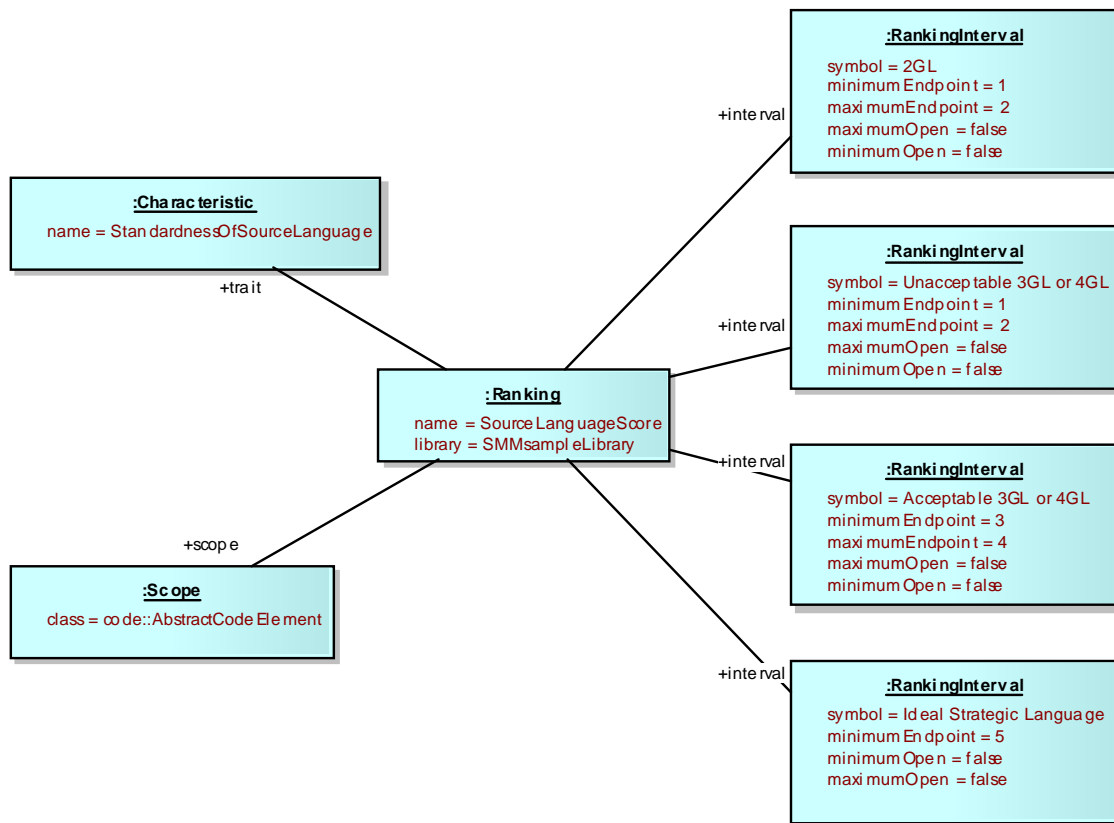 :RankingInterval
symbol = 2GL
minimumEndpoint = 1
maximumEndpoint = 2
maximumOpen = false
minimumOpen = false
+interval
:Characteristic
name = StandardnessOfSourceLanguage
+trait
:RankingInterval
symbol = Unacceptable 3GL or 4GL
minimumEndpoint = 1
maximumEndpoint = 2
maximumOpen = false
minimumOpen = false
+interval
:Ranking
name = SourceLanguageScore
library = SMMsampleLibrary
+interval
:RankingInterval
symbol = Acceptable 3GL or 4GL
minimumEndpoint = 3
maximumEndpoint = 4
maximumOpen = false
minimumOpen = false
+scope
:Scope
class = code::AbstractCodeElement
+interval
:RankingInterval
symbol = Ideal Strategic Language
minimumEndpoint = 5
minimumOpen = false
maximumOpen = false